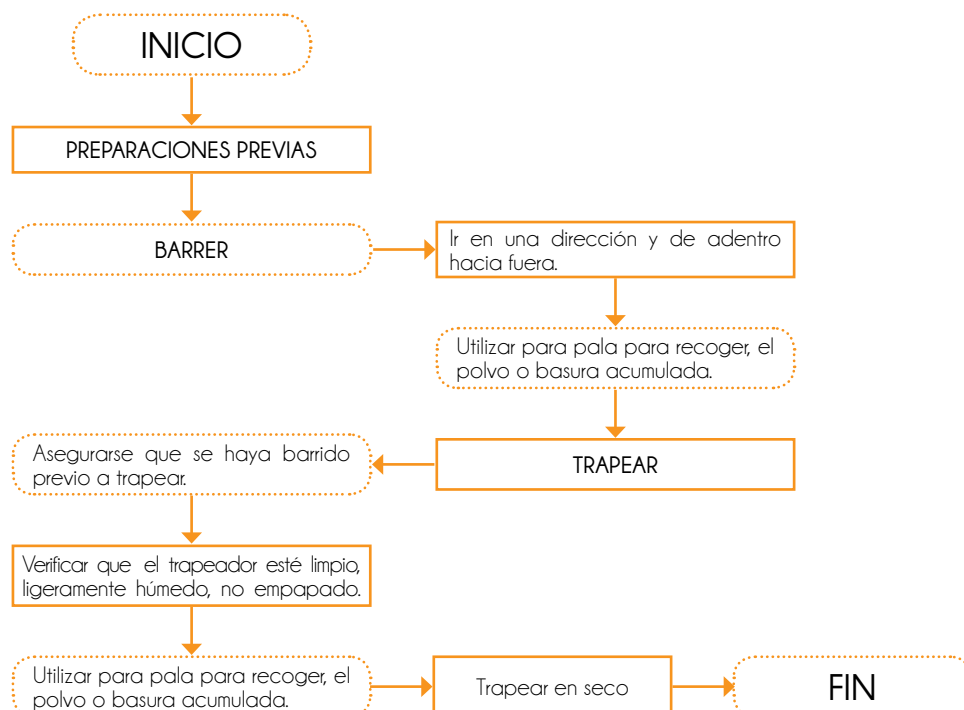 INICIO
PREPARACIONES PREVIAS
BARRER
Ir en una dirección y de adentro
hacia fuera.
Utilizar para pala para recoger, el
polvo o basura acumulada.
TRAPEAR
Asegurarse que se haya barrido
previo a trapear.
Verificar que el trapeador esté limpio,
ligeramente húmedo, no empapado.
Utilizar para pala para recoger, el
polvo o basura acumulada.
Trapear en seco
FIN